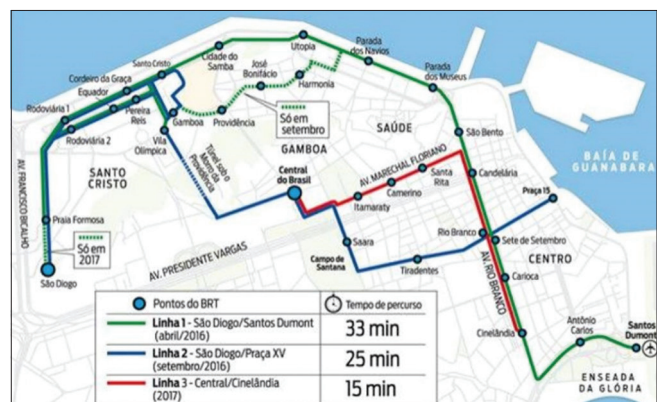 Utopia
Parada
dos Navios
Santo Cristo
Cidade do
Samba
José
Bonifácio
Parada
dos Museus
Cordeiro da Graça
Equador
Harmonia
Rodoviária 1
Pereira
Reis
Gamboa
Providência
Só em
setembro
SAÚDE
São Bento
Rodoviária 2
Vila
Olímpica
GAMBOA
BAÍA DE
GUANABARA
SANTO
CRISTO
Túnel sob o
Morro da
Providência
Central
do Brasil
AV. MARECHAL FLORIANO
Santa
Rita
Candelária
Camerino
Itamaraty
Praça 15
AV. FRANCISCO BICALHO
Praia Formosa
Só em
2017
São Diogo
AV. PRESIDENTE VARGAS
Campo de
Santana
Saara
Tiradentes
Rio Branco
Sete de Setembro
CENTRO
Carioca
AV. RIO BRANCO
Cinelândia
Antônio
Carlos
Santos
Dumont
ENSEADA
DA GLÓRIA
Pontos do BRT
Tempo de percurso
Linha 1 - São Diogo/Santos Dumont
(abril/2016)
33 min
Linha 2 - São Diogo/Praça XV
(setembro/2016)
25 min
Linha 3 - Central/Cinelândia
(2017)
15 min